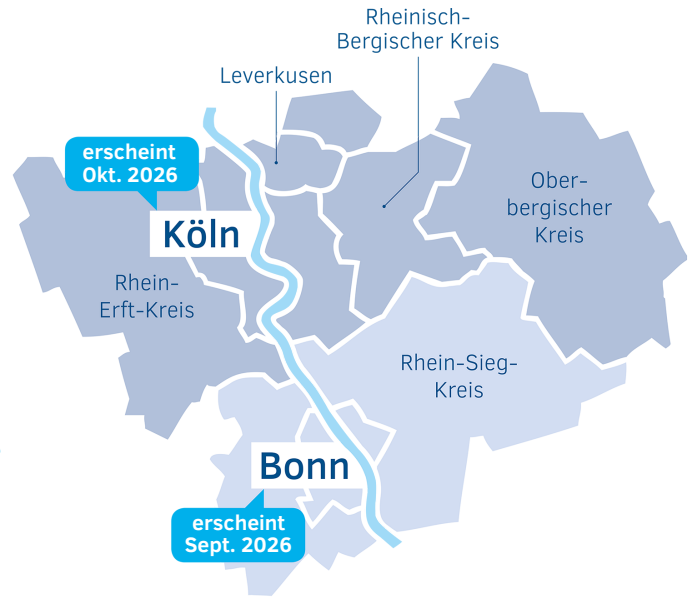 Rheinisch-
Bergischer Kreis
Leverkusen
erscheint
Okt. 2026
Köln
Ober-
bergischer
Kreis
Rhein-
Erft-Kreis
Rhein-Sieg-
Kreis
Bonn
erscheint
Sept. 2026